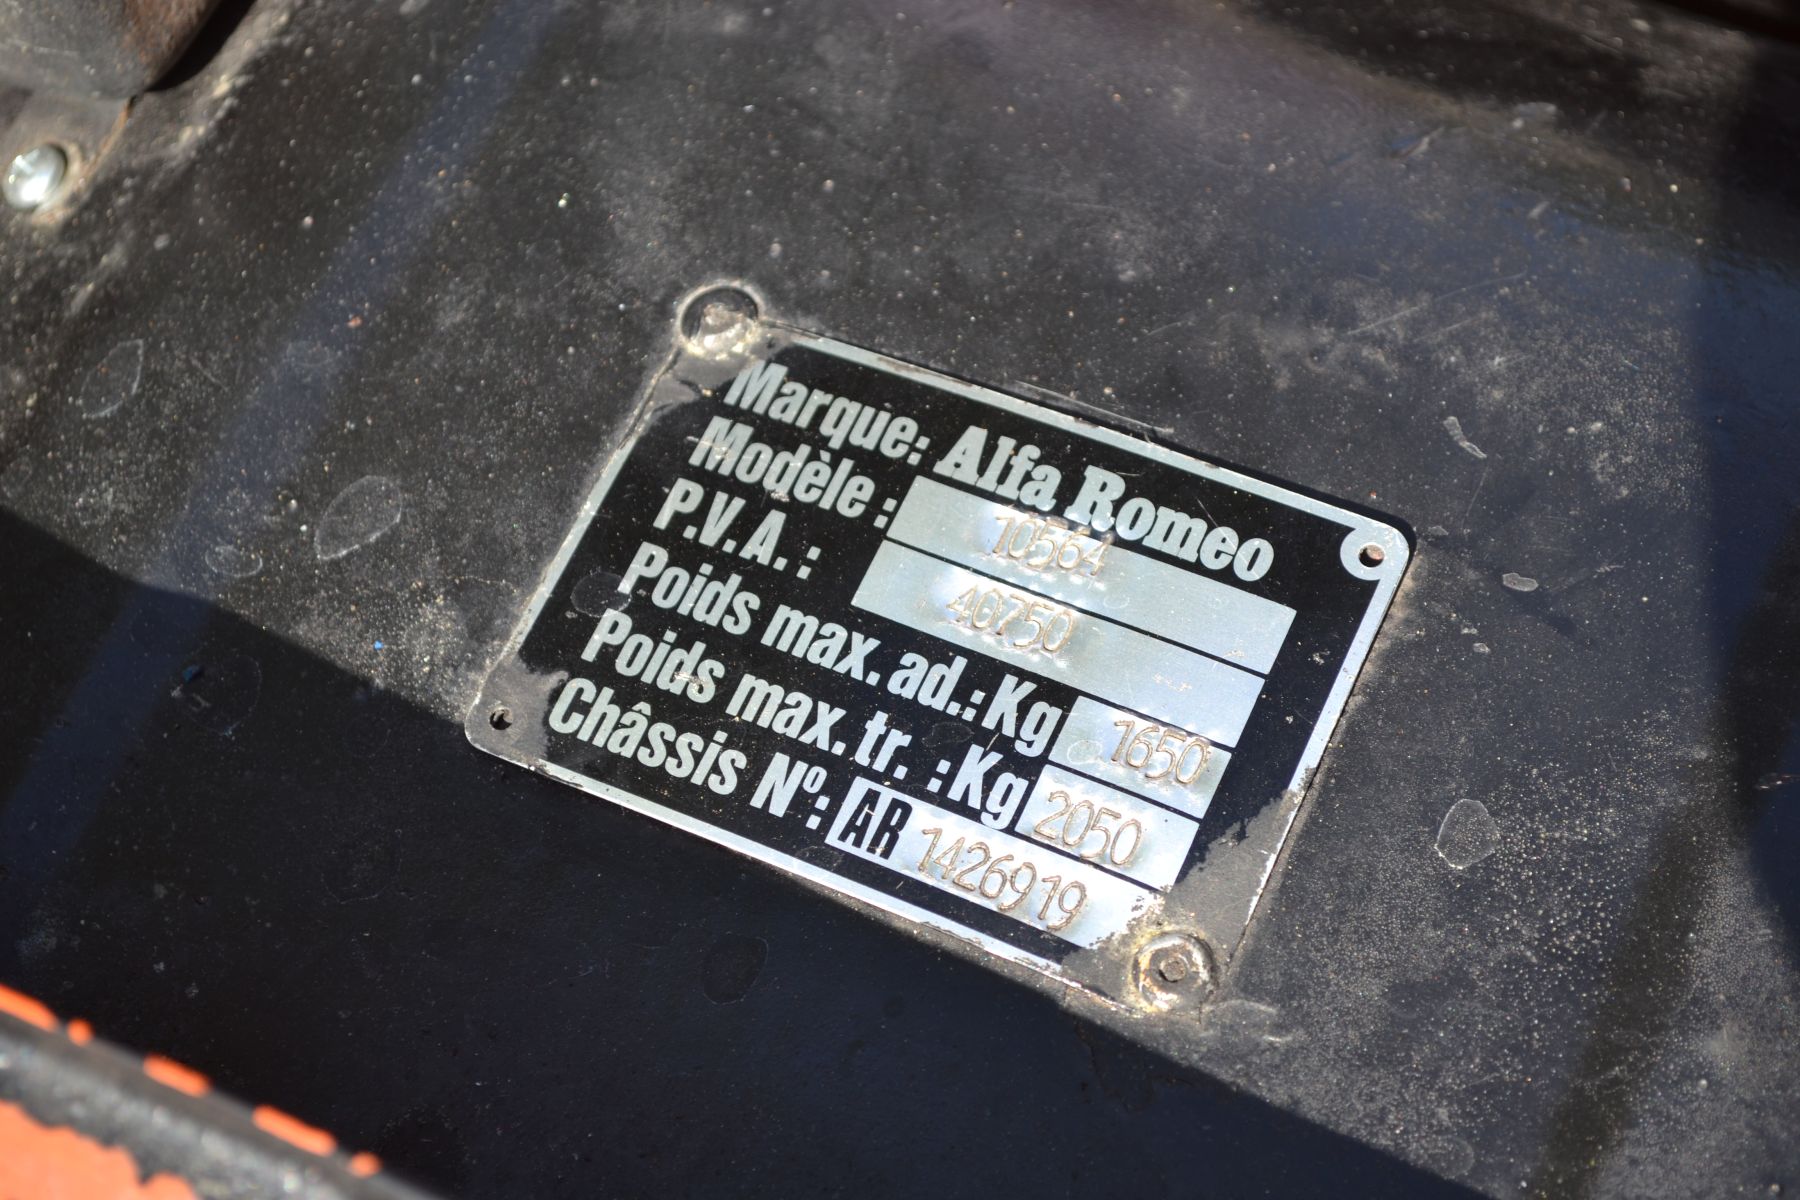 Marque: Alfa Romeo
Modèle: 10564
P.V.A.: 40750
Poids max. ad.: Kg 1650
Poids max. tr. : Kg 2050
Châssis Nº: AR 1426919